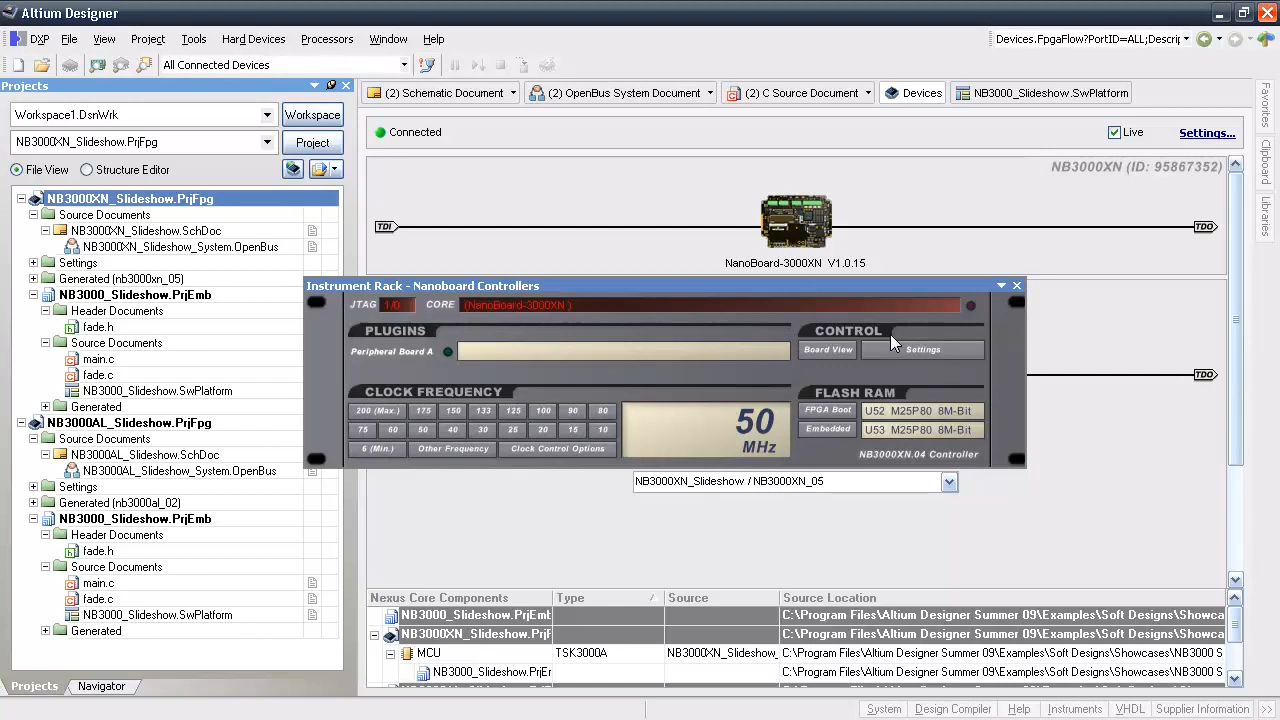 Altium Designer
DXP File View Project Tools Hard Devices Processors Window Help
Devices.FpgaFlow?PortID=ALL;Descrip
All Connected Devices
Projects
(2) Schematic Document (2) OpenBus System Document (2) C Source Document Devices NB3000_Slideshow.SwPlatform
Workspace1.DsnWrk Workspace
NB3000XN_Slideshow.PrjFpg Project
File View Structure Editor
Connected Live Settings...
NB3000XN (ID: 95867352)
TDI TDO
NanoBoard-3000XN V1.0.15
TDO
NB3000XN_Slideshow.PrjFpg
Source Documents
NB3000XN_Slideshow.SchDoc
NB3000XN_Slideshow_System.OpenBus
Settings
Generated (nb3000xn_05)
NB3000_Slideshow.PrjEmb
Header Documents
fade.h
Source Documents
main.c
fade.c
NB3000_Slideshow.SwPlatform
Generated
NB3000AL_Slideshow.PrjFpg
Source Documents
NB3000AL_Slideshow.SchDoc
NB3000AL_Slideshow_System.OpenBus
Settings
Generated (nb3000al_02)
NB3000_Slideshow.PrjEmb
Header Documents
fade.h
Source Documents
main.c
fade.c
NB3000_Slideshow.SwPlatform
Generated
Projects Navigator
Instrument Rack - Nanoboard Controllers
JTAG 1/0 CORE (NanoBoard-3000XN )
PLUGINS
Peripheral Board A
CONTROL
Board View Settings
CLOCK FREQUENCY
200 (Max.) 175 150 133 125 100 90 80
75 60 50 40 30 25 20 15 10
6 (Min.) Other Frequency Clock Control Options
50
MHz
FLASH RAM
FPGA Boot U52 M25P80 8M-Bit
Embedded U53 M25P80 8M-Bit
NB3000XN.04 Controller
NB3000XN_Slideshow / NB3000XN_05
Nexus Core Components Type Source Source Location
NB3000_Slideshow.PrjEmb C:\Program Files\Altium Designer Summer 09\Examples\Soft Designs\Showca
NB3000XN_Slideshow.PrjF C:\Program Files\Altium Designer Summer 09\Examples\Soft Designs\Showca
MCU TSK3000A NB3000XN_Slideshow_ C:\Program Files\Altium Designer Summer 09\Examples\Soft Designs\Showcases\NB3000 S
NB3000_Slideshow.PrjEr C:\Program Files\Altium Designer Summer 09\Examples\Soft Designs\Showcases\NB3000 S
Favorites
Clipboard
Libraries
System Design Compiler Help Instruments VHDL Supplier Information >>